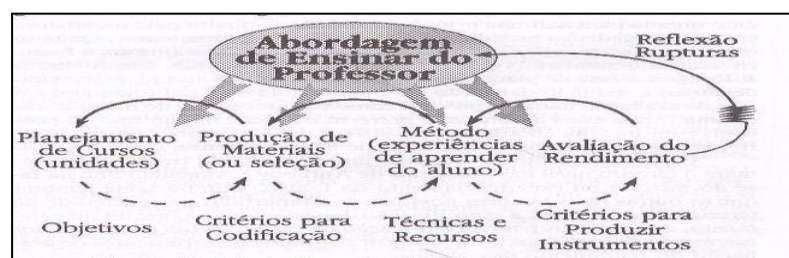 Abordagem
de Ensinar do
Professor
Reflexão
Rupturas
Planejamento
de Cursos
(unidades)
Produção de
Materiais
(ou seleção)
Método
(experiências
de aprender
do aluno)
Avaliação do
Rendimento
Objetivos
Critérios para
Codificação
Técnicas e
Recursos
Critérios para
Produzir
Instrumentos